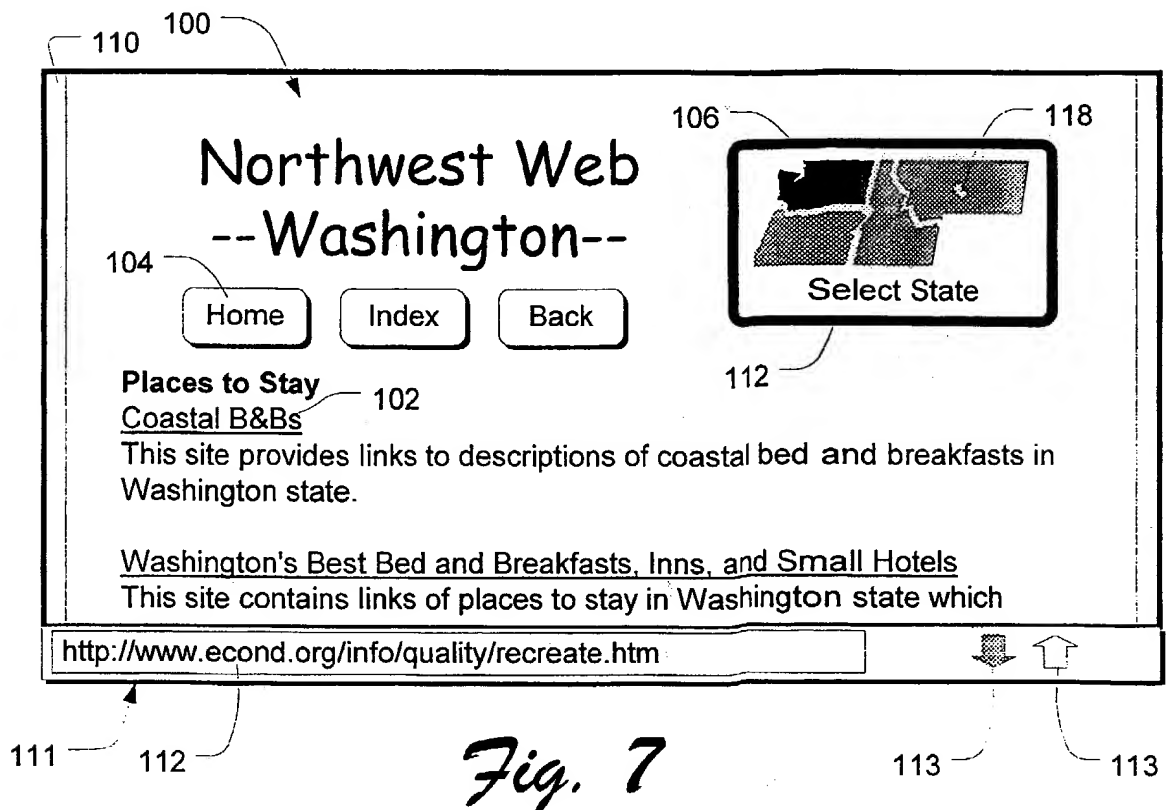 110
100
106
118
Northwest Web
--Washington--
104
Home
Index
Back
Select State
112
Places to Stay
102
Coastal B&Bs
This site provides links to descriptions of coastal bed and breakfasts in
Washington state.
Washington's Best Bed and Breakfasts, Inns, and Small Hotels
This site contains links of places to stay in Washington state which
http://www.econd.org/info/quality/recreate.htm
111
112
Fig. 7
113
113